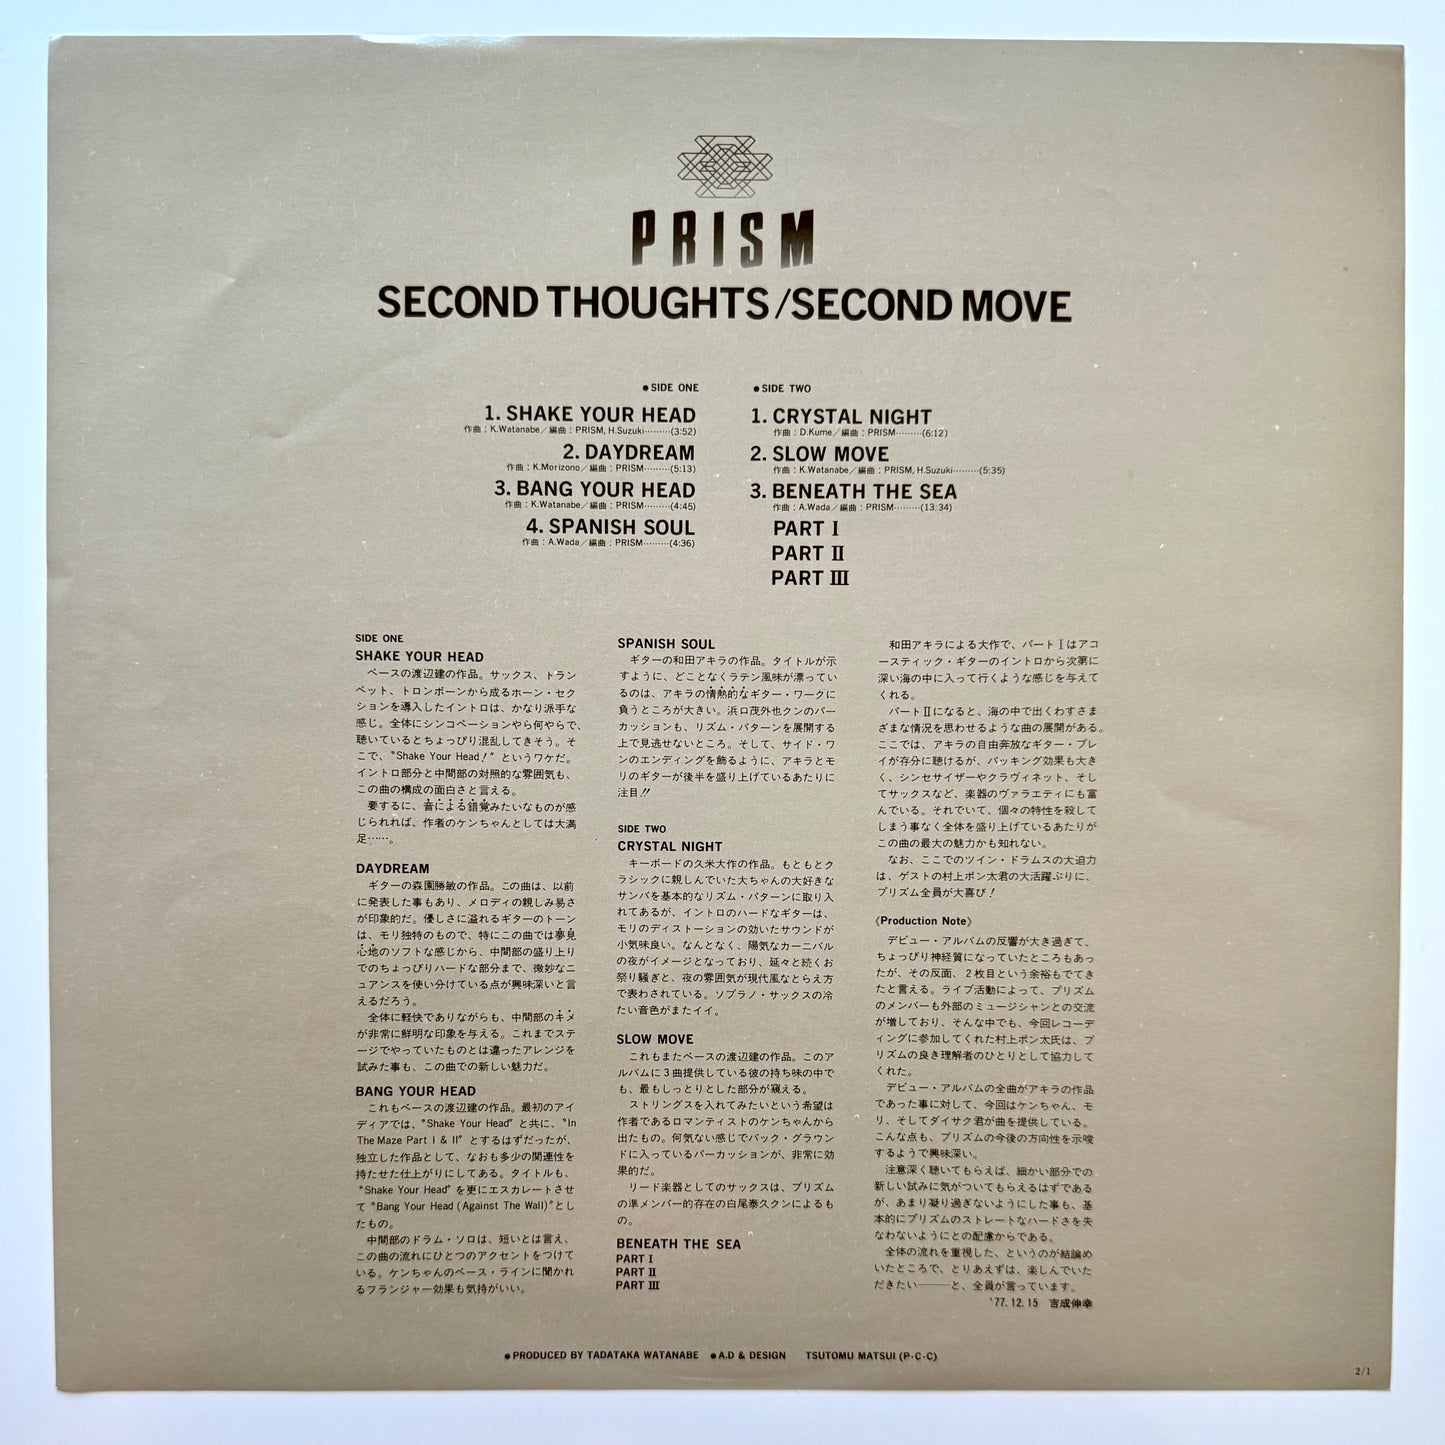 PRISM
SECOND THOUGHTS/SECOND MOVE
●SIDE ONE
1. SHAKE YOUR HEAD
作曲：K.Watanabe／編曲：PRISM, H.Suzuki………(3:52)
2. DAYDREAM
作曲：K.Morizono／編曲：PRISM………(5:13)
3. BANG YOUR HEAD
作曲：K.Watanabe／編曲：PRISM………(4:45)
4. SPANISH SOUL
作曲：A.Wada／編曲：PRISM………(4:36)
●SIDE TWO
1. CRYSTAL NIGHT
作曲：D.Kume／編曲：PRISM………(6:12)
2. SLOW MOVE
作曲：K.Watanabe／編曲：PRISM, H.Suzuki………(5:35)
3. BENEATH THE SEA
作曲：A.Wada／編曲：PRISM………(13:34)
PART Ⅰ
PART Ⅱ
PART Ⅲ
SIDE ONE
SHAKE YOUR HEAD
ベースの渡辺建の作品。サックス、トラン
ペット、トロンボーンから成るホーン・セク
ションを導入したイントロは、かなり派手な
感じ。全体にシンコペーションやら何やらで、
聴いているとちょっぴり混乱してきそう。そ
こで、“Shake Your Head！”というワケだ。
イントロ部分と中間部の対照的な雰囲気も、
この曲の構成の面白さと言える。
要するに、音による錯覚みたいなものが感
じられれば、作者のケンちゃんとしては大満
足……。
DAYDREAM
ギターの森園勝敏の作品。この曲は、以前
に発表した事もあり、メロディの親しみ易さ
が印象的だ。優しさに溢れるギターのトーン
は、モリ独特のもので、特にこの曲では夢見
心地のソフトな感じから、中間部の盛り上り
でのちょっぴりハードな部分まで、微妙なニ
ュアンスを使い分けている点が興味深いと言
えるだろう。
全体に軽快でありながらも、中間部のキメ
が非常に鮮明な印象を与える。これまでステ
ージでやっていたものとは違ったアレンジを
試みた事も、この曲での新しい魅力だ。
BANG YOUR HEAD
これもベースの渡辺建の作品。最初のアイ
ディアでは、“Shake Your Head” と共に、“In
The Maze Part Ⅰ & Ⅱ” とするはずだったが、
独立した作品として、なおも多少の関連性を
持たせた仕上がりにしてある。タイトルも、
“Shake Your Head”を更にエスカレートさせ
て“Bang Your Head (Against The Wall)”とし
たもの。
中間部のドラム・ソロは、短いとは言え、
この曲の流れにひとつのアクセントをつけて
いる。ケンちゃんのベース・ラインに聞かれ
るフランジャー効果も気持がいい。
SPANISH SOUL
ギターの和田アキラの作品。タイトルが示
すように、どことなくラテン風味が漂ってい
るのは、アキラの情熱的なギター・ワークに
負うところが大きい。浜口茂外也クンのパー
カッションも、リズム・パターンを展開する
上で見逃せないところ。そして、サイド・ワ
ンのエンディングを飾るように、アキラとモ
リのギターが後半を盛り上げているあたりに
注目！！
SIDE TWO
CRYSTAL NIGHT
キーボードの久米大作の作品。もともとク
ラシックに親しんでいた大ちゃんの大好きな
サンバを基本的なリズム・パターンに取り入
れてあるが、イントロのハードなギターは、
モリのディストーションの効いたサウンドが
小気味良い。なんとなく、陽気なカーニバル
の夜がイメージとなっており、延々と続くお
祭り騒ぎと、夜の雰囲気が現代風なとらえ方
で表わされている。ソプラノ・サックスの冷
たい音色がまたイイ。
SLOW MOVE
これもまたベースの渡辺建の作品。このア
ルバムに3曲提供している彼の持ち味の中で
も、最もしっとりとした部分が窺える。
ストリングスを入れてみたいという希望は
作者であるロマンティストのケンちゃんから
出たもの。何気ない感じでバック・グラウン
ドに入っているパーカッションが、非常に効
果的だ。
リード楽器としてのサックスは、プリズム
の準メンバー的存在の白尾泰久クンによるも
の。
BENEATH THE SEA
PART Ⅰ
PART Ⅱ
PART Ⅲ
和田アキラによる大作で、パートⅠはアコ
ースティック・ギターのイントロから次第に
深い海の中に入って行くような感じを与えて
くれる。
パートⅡになると、海の中で出くわすさま
ざまな情況を思わせるような曲の展開がある。
ここでは、アキラの自由奔放なギター・プレ
イが存分に聴けるが、バッキング効果も大き
く、シンセサイザーやクラヴィネット、そし
てサックスなど、楽器のヴァラエティにも富
んでいる。それでいて、個々の特性を殺して
しまう事なく全体を盛り上げているあたりが
この曲の最大の魅力かも知れない。
なお、ここでのツイン・ドラムスの大迫力
は、ゲストの村上ポン太君の大活躍ぶりに、
プリズム全員が大喜び！
《Production Note》
デビュー・アルバムの反響が大き過ぎて、
ちょっぴり神経質になっていたところもあっ
たが、その反面、2枚目という余裕もでてき
たと言える。ライブ活動によって、プリズム
のメンバーも外部のミュージシャンとの交流
が増しており、そんな中でも、今回レコーデ
ィングに参加してくれた村上ポン太氏は、プ
リズムの良き理解者のひとりとして協力して
くれた。
デビュー・アルバムの全曲がアキラの作品
であった事に対して、今回はケンちゃん、モ
リ、そしてダイサク君が曲を提供している。
こんな点も、プリズムの今後の方向性を示唆
するようで興味深い。
注意深く聴いてもらえば、細かい部分での
新しい試みに気がついてもらえるはずである
が、あまり凝り過ぎないようにした事も、基
本的にプリズムのストレートなハードさを失
なわないようにとの配慮からである。
全体の流れを重視した、というのが結論め
いたところで、とりあえずは、楽しんでいた
だきたい――と、全員が言っています。
'77.12.15 吉成伸幸
●PRODUCED BY TADATAKA WATANABE ●A.D & DESIGN TSUTOMU MATSUI (P・C・C)
2/1